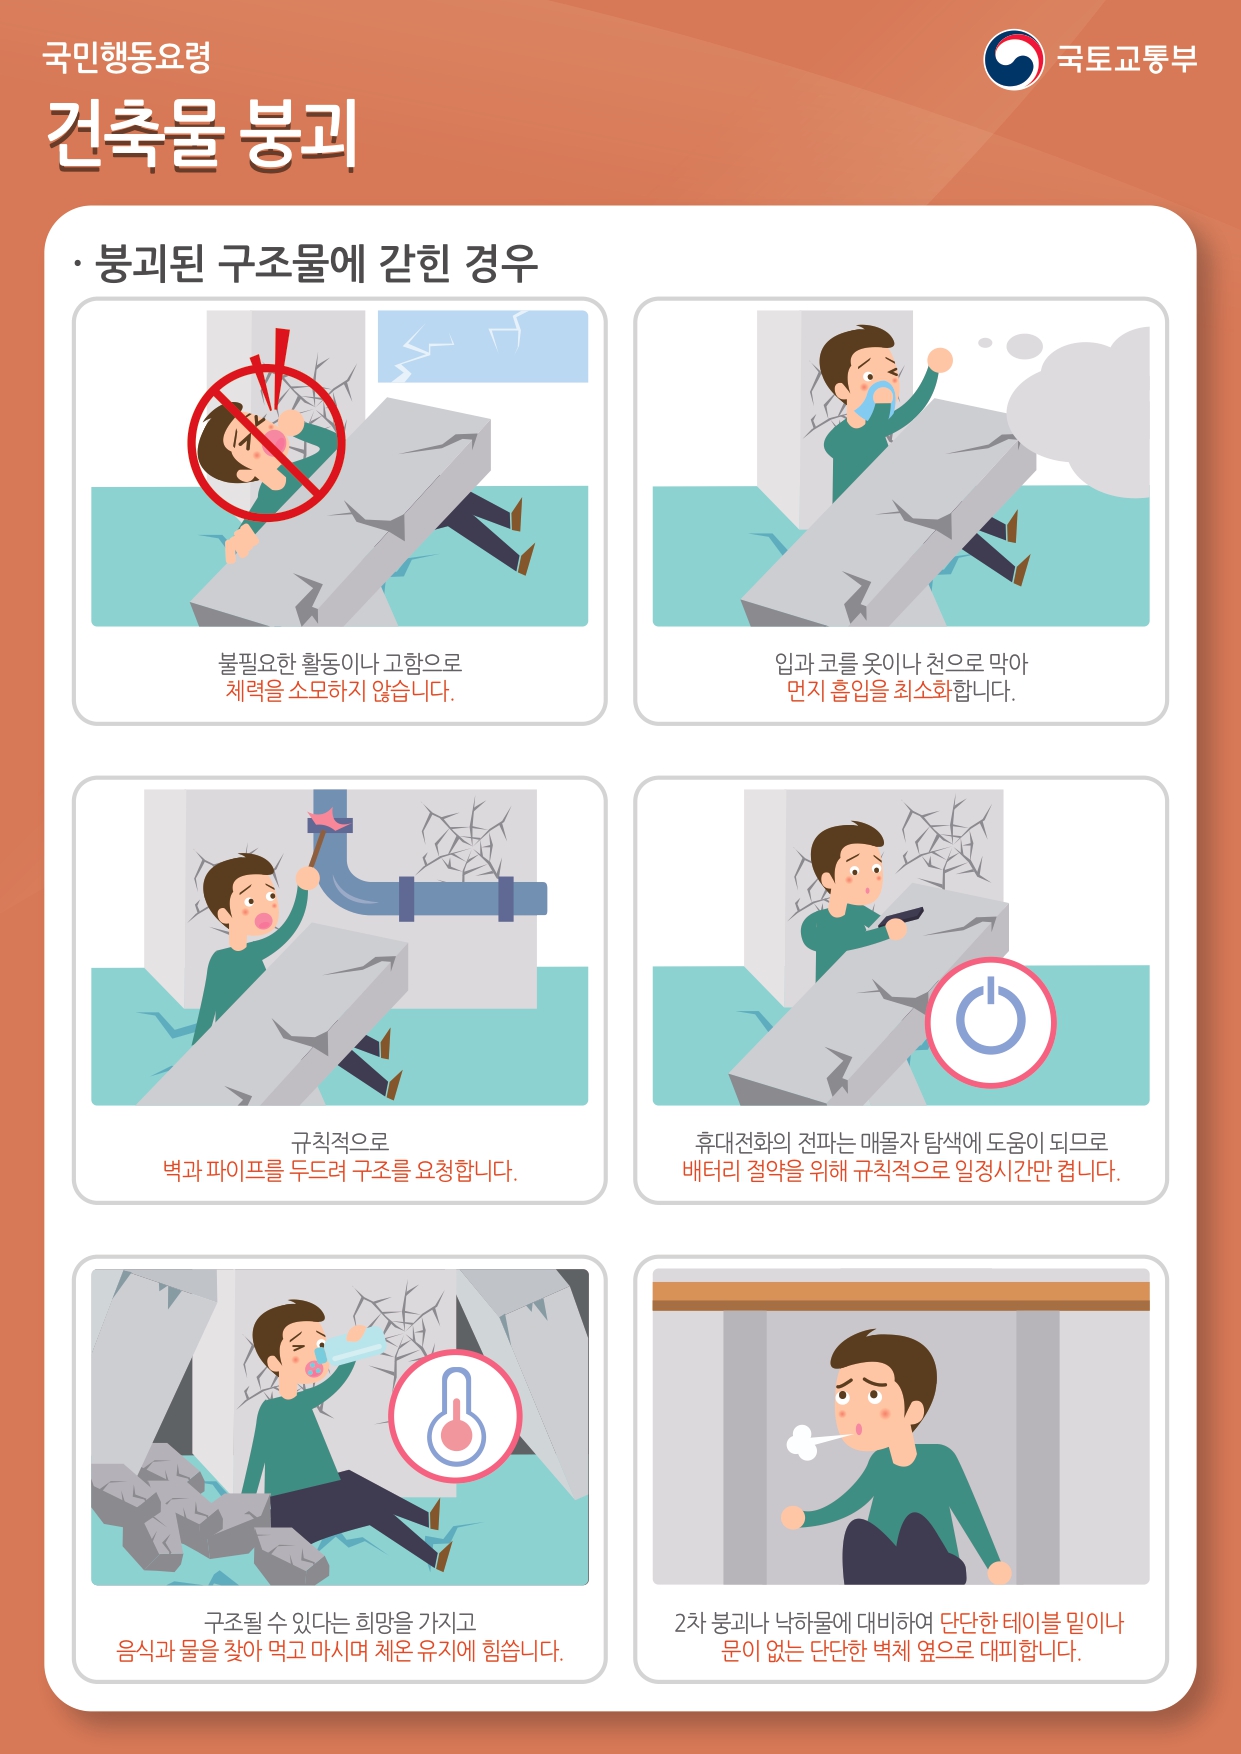 국민행동요령
국토교통부
건축물 붕괴
· 붕괴된 구조물에 갇힌 경우
불필요한 활동이나 고함으로
체력을 소모하지 않습니다.
입과 코를 옷이나 천으로 막아
먼지 흡입을 최소화합니다.
규칙적으로
벽과 파이프를 두드려 구조를 요청합니다.
휴대전화의 전파는 매몰자 탐색에 도움이 되므로
배터리 절약을 위해 규칙적으로 일정시간만 켭니다.
구조될 수 있다는 희망을 가지고
음식과 물을 찾아 먹고 마시며 체온 유지에 힘씁니다.
2차 붕괴나 낙하물에 대비하여 단단한 테이블 밑이나
문이 없는 단단한 벽체 옆으로 대피합니다.